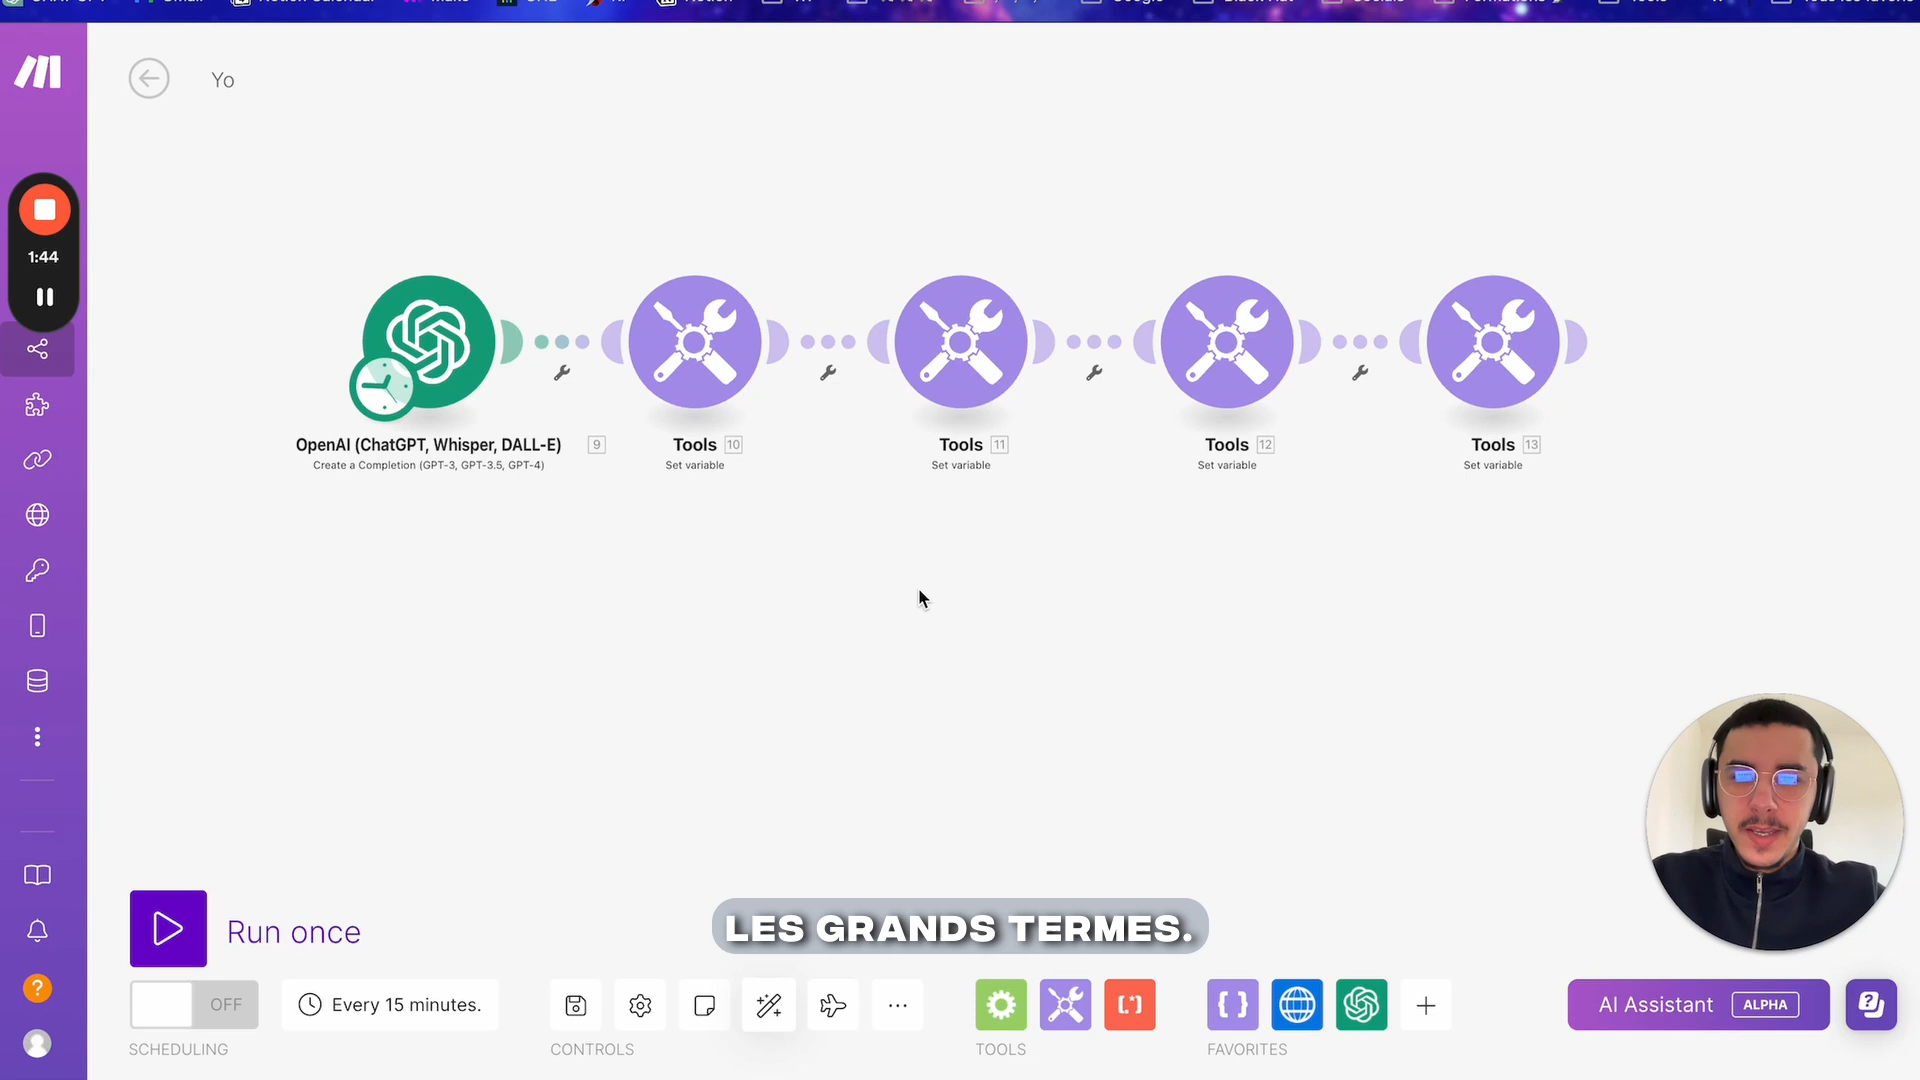 Yo
1:44
OpenAI (ChatGPT, Whisper, DALL-E) 9
Create a Completion (GPT-3, GPT-3.5, GPT-4)
Tools 10
Set variable
Tools 11
Set variable
Tools 12
Set variable
Tools 13
Set variable
Run once
LES GRANDS TERMES.
OFF
Every 15 minutes.
AI Assistant ALPHA
SCHEDULING
CONTROLS
TOOLS
FAVORITES